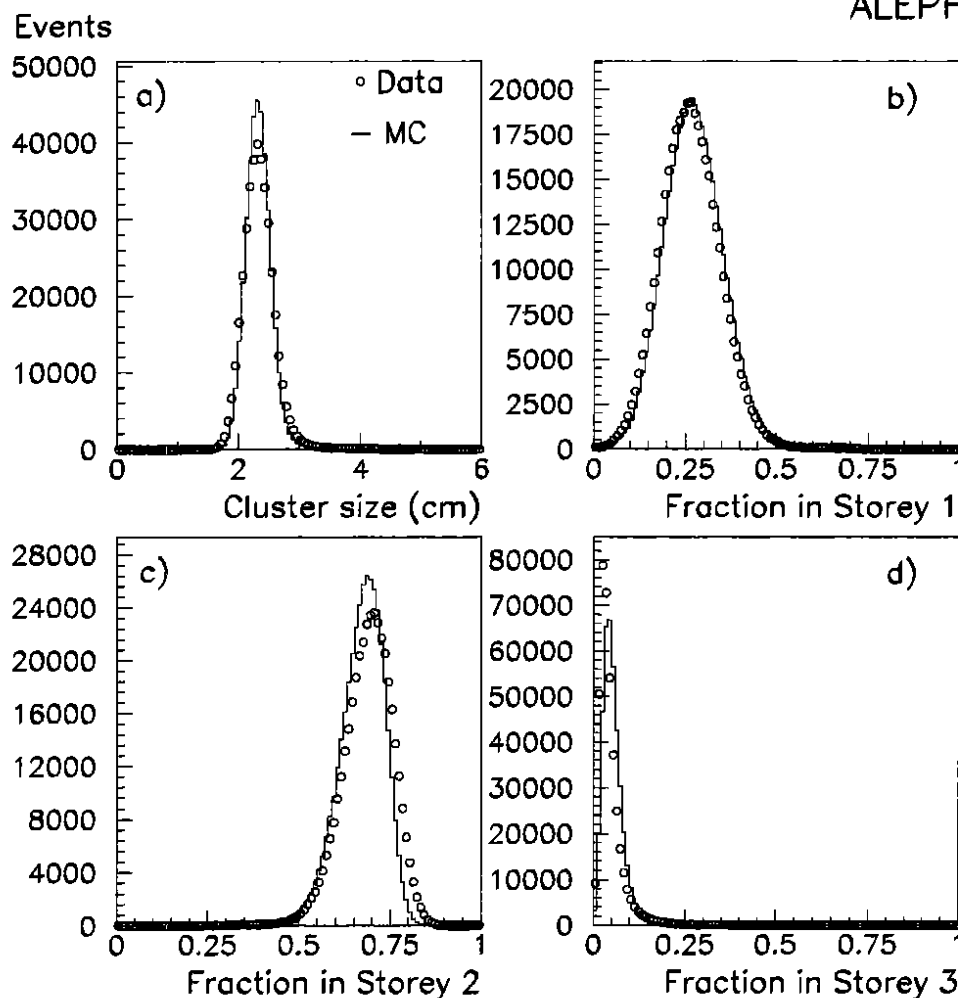 ALEPH
Events
a)
o Data
— MC
50000
40000
30000
20000
10000
0
0 2 4 6
Cluster size (cm)
b)
20000
17500
15000
12500
10000
7500
5000
2500
0
0 0.25 0.5 0.75 1
Fraction in Storey 1
c)
28000
24000
20000
16000
12000
8000
4000
0
0 0.25 0.5 0.75 1
Fraction in Storey 2
d)
80000
70000
60000
50000
40000
30000
20000
10000
0
0 0.25 0.5 0.75 1
Fraction in Storey 3